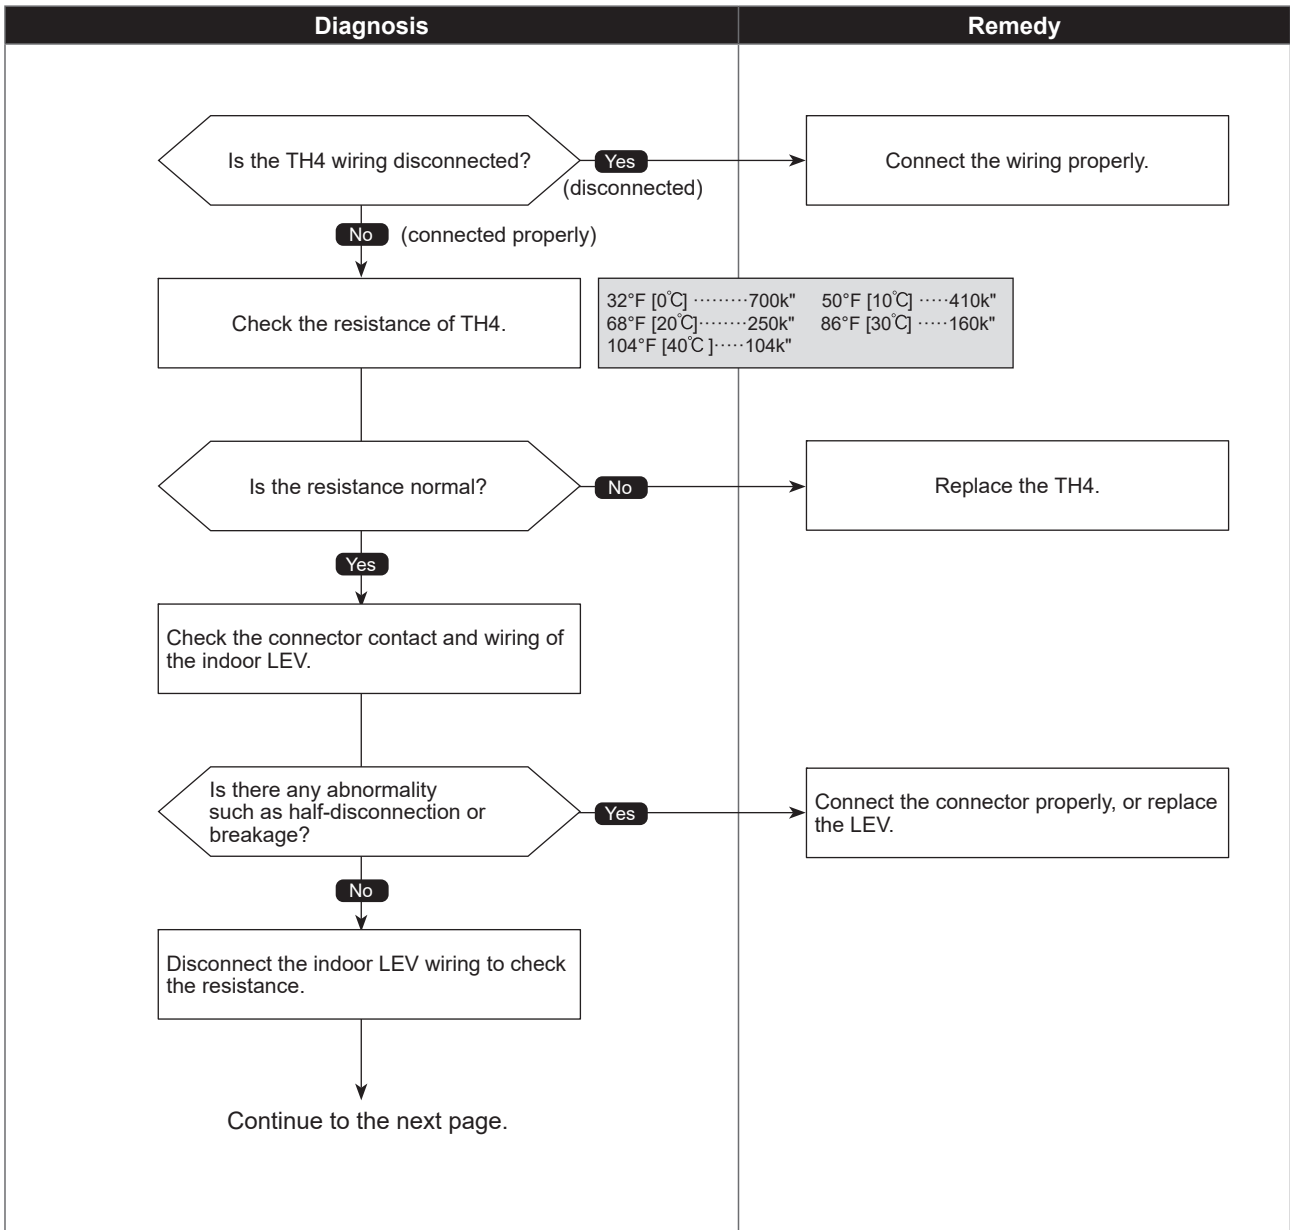 Diagnosis
Remedy
Is the TH4 wiring disconnected?
Yes
(disconnected)
Connect the wiring properly.
No (connected properly)
Check the resistance of TH4.
32°F [0℃] ·········700k" 50°F [10℃] ·····410k"
68°F [20℃]········250k" 86°F [30℃] ·····160k"
104°F [40℃ ]·····104k"
Is the resistance normal?
No
Replace the TH4.
Yes
Check the connector contact and wiring of
the indoor LEV.
Is there any abnormality
such as half-disconnection or
breakage?
Yes
Connect the connector properly, or replace
the LEV.
No
Disconnect the indoor LEV wiring to check
the resistance.
Continue to the next page.